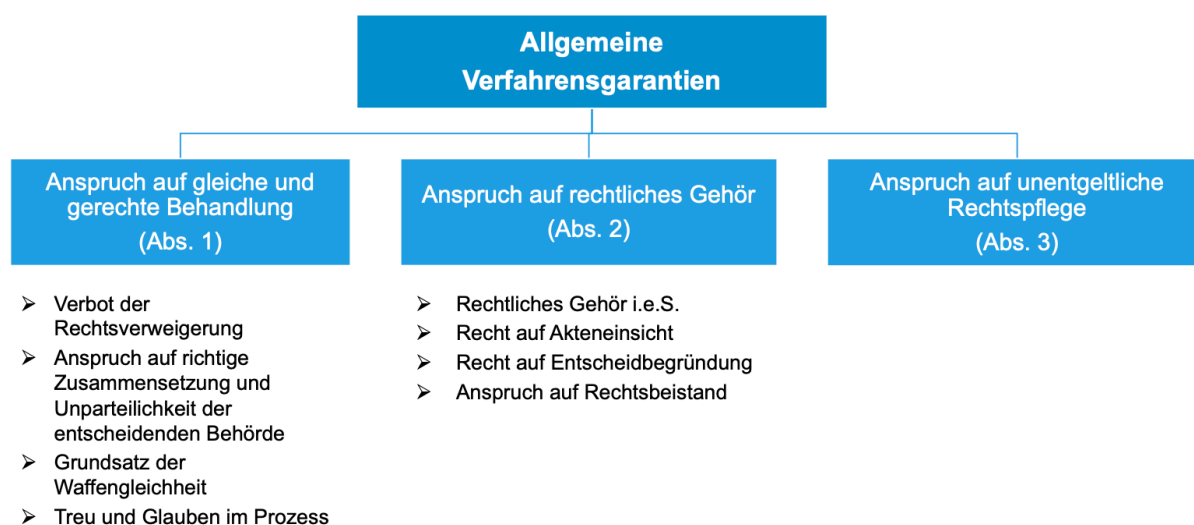 Allgemeine
Verfahrensgarantien
Anspruch auf gleiche und
gerechte Behandlung
(Abs. 1)
Anspruch auf rechtliches Gehör
(Abs. 2)
Anspruch auf unentgeltliche
Rechtspflege
(Abs. 3)
➢ Verbot der
Rechtsverweigerung
➢ Anspruch auf richtige
Zusammensetzung und
Unparteilichkeit der
entscheidenden Behörde
➢ Grundsatz der
Waffengleichheit
➢ Treu und Glauben im Prozess
➢ Rechtliches Gehör i.e.S.
➢ Recht auf Akteneinsicht
➢ Recht auf Entscheidbegründung
➢ Anspruch auf Rechtsbeistand